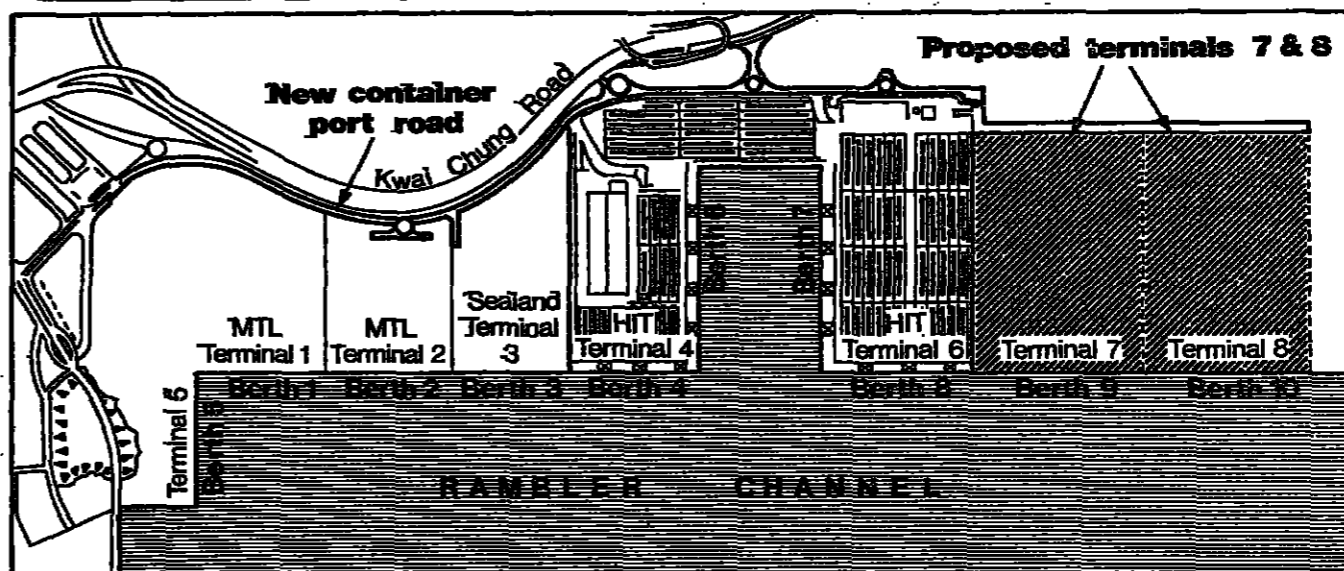 Proposed terminals 7 & 8
New container
port road
Kwai Chung Road
Sealand
Terminal
3
MTL
Terminal 1
MTL
Terminal 2
HIT
Terminal 4
HIT
Terminal 6
Terminal 7
Terminal 8
Berth 1
Berth 2
Berth 3
Berth 4
Berth 6
Berth 7
Berth 8
Berth 9
Berth 10
Terminal 5
Berth 5
RAMBLER CHANNEL